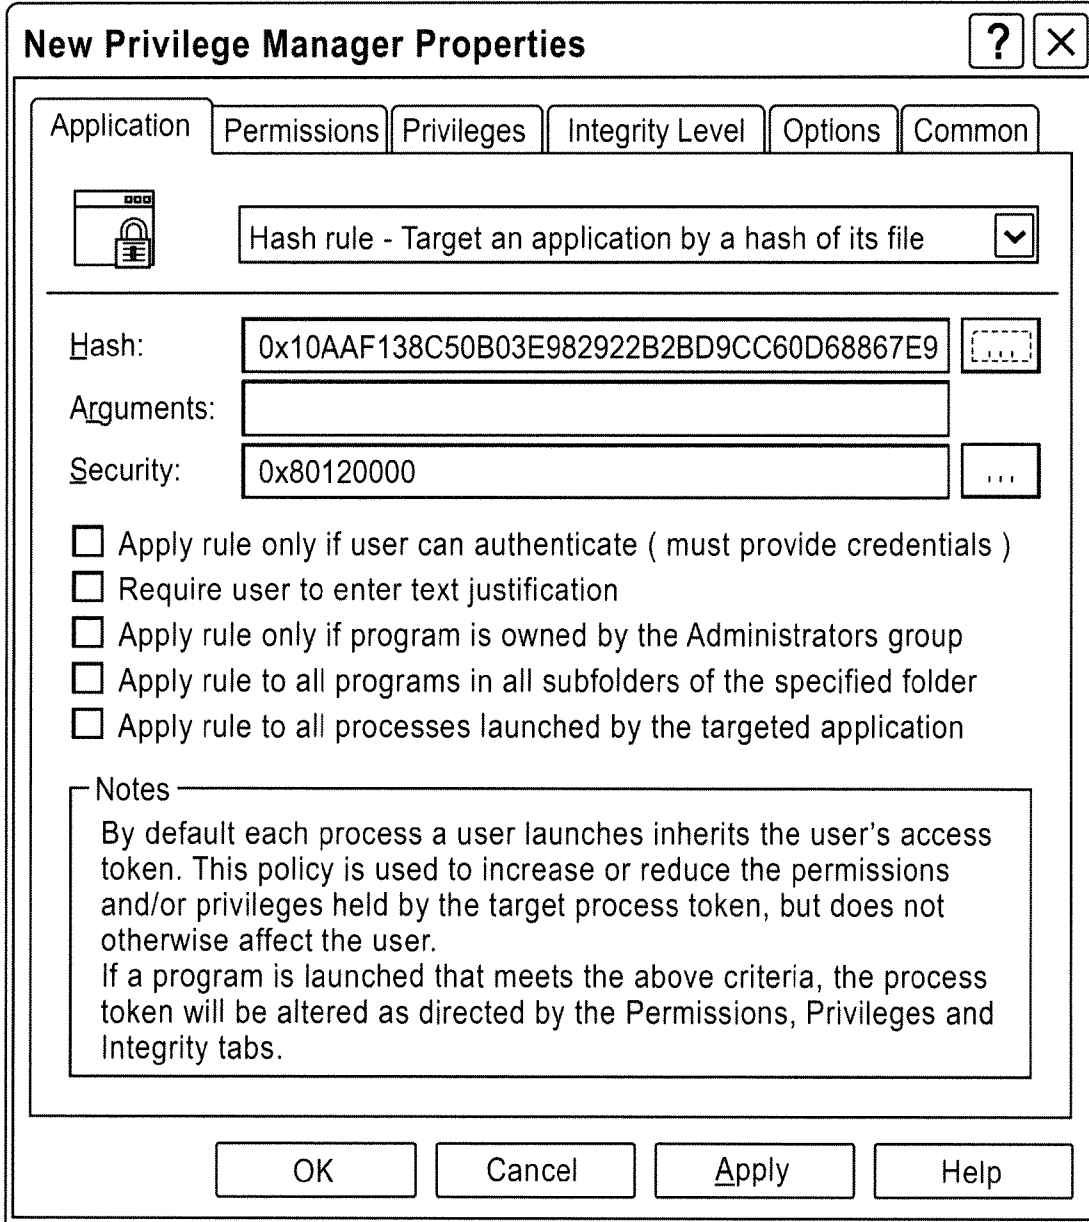 New Privilege Manager Properties ? X
Application Permissions Privileges Integrity Level Options Common
Hash rule - Target an application by a hash of its file
Hash: 0x10AAF138C50B03E982922B2BD9CC60D68867E9 ...
Arguments:
Security: 0x80120000 ...
Apply rule only if user can authenticate ( must provide credentials )
Require user to enter text justification
Apply rule only if program is owned by the Administrators group
Apply rule to all programs in all subfolders of the specified folder
Apply rule to all processes launched by the targeted application
Notes
By default each process a user launches inherits the user's access
token. This policy is used to increase or reduce the permissions
and/or privileges held by the target process token, but does not
otherwise affect the user.
If a program is launched that meets the above criteria, the process
token will be altered as directed by the Permissions, Privileges and
Integrity tabs.
OK Cancel Apply Help